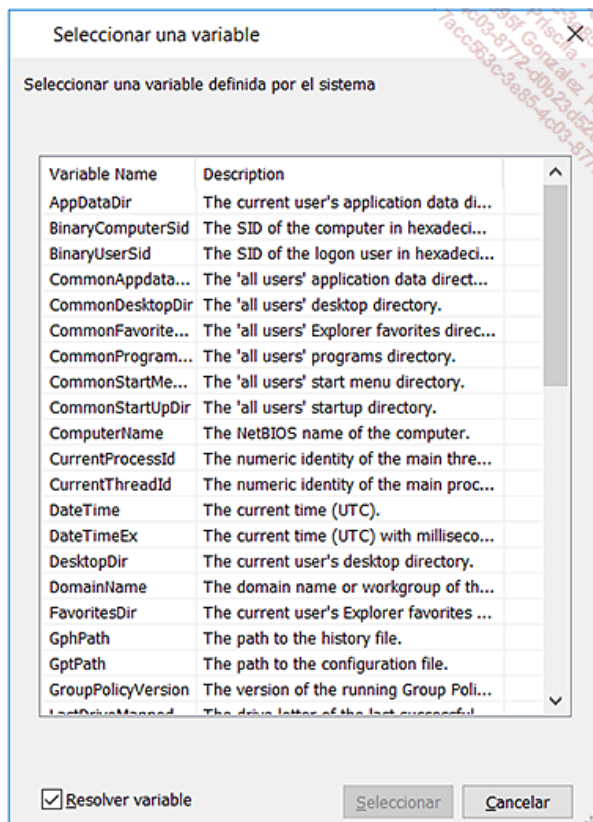 Seleccionar una variable
Seleccionar una variable definida por el sistema
Variable Name Description
AppDataDir The current user's application data di...
BinaryComputerSid The SID of the computer in hexadeci...
BinaryUserSid The SID of the logon user in hexadeci...
CommonAppdata... The 'all users' application data direct...
CommonDesktopDir The 'all users' desktop directory.
CommonFavorite... The 'all users' Explorer favorites direc...
CommonProgram... The 'all users' programs directory.
CommonStartMe... The 'all users' start menu directory.
CommonStartUpDir The 'all users' startup directory.
ComputerName The NetBIOS name of the computer.
CurrentProcessId The numeric identity of the main thre...
CurrentThreadId The numeric identity of the main proc...
DateTime The current time (UTC).
DateTimeEx The current time (UTC) with milliseco...
DesktopDir The current user's desktop directory.
DomainName The domain name or workgroup of th...
FavoritesDir The current user's Explorer favorites ...
GphPath The path to the history file.
GptPath The path to the configuration file.
GroupPolicyVersion The version of the running Group Poli...
LastDriveMapped The drive letter of the last successful
Resolver variable
Seleccionar
Cancelar